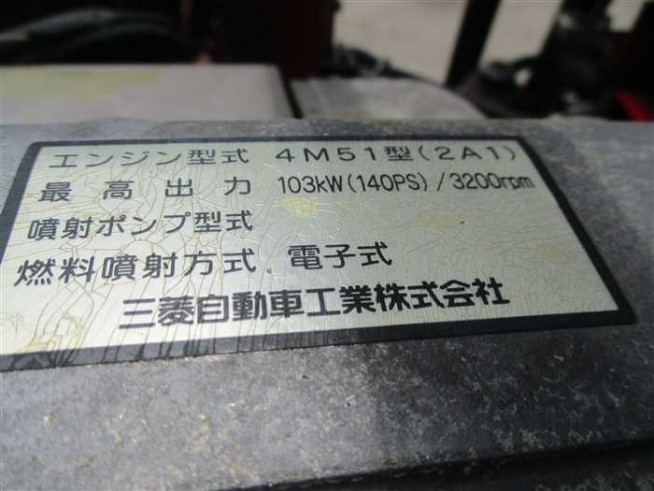 エンジン型式 4M51型(2A1)
最高出力 103kW(140PS)/3200rpm
噴射ポンプ型式
燃料噴射方式 電子式
三菱自動車工業株式会社